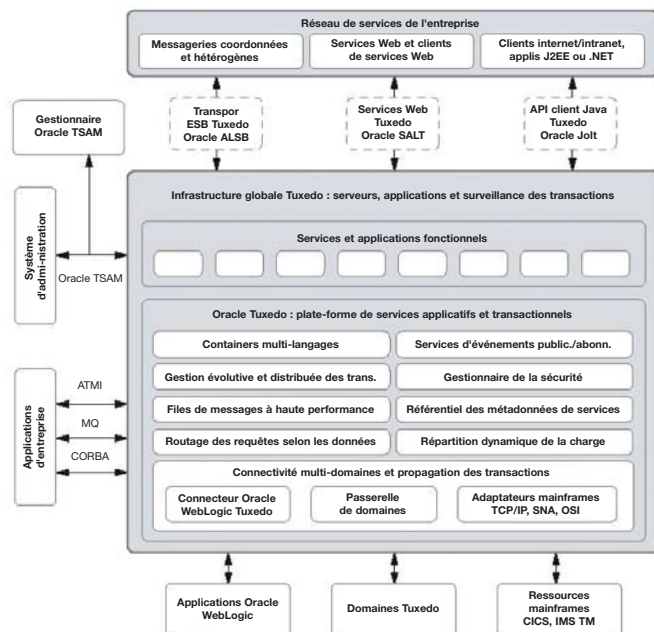 Réseau de services de l'entreprise
Messageries coordonnées
et hétérogènes
Services Web et clients
de services Web
Clients internet/intranet,
applis J2EE ou .NET
Gestionnaire
Oracle TSAM
Transpor
ESB Tuxedo
Oracle ALSB
Services Web
Tuxedo
Oracle SALT
API client Java
Tuxedo
Oracle Jolt
Infrastructure globale Tuxedo : serveurs, applications et surveillance des transactions
Système
d'admi-nistration
Oracle TSAM
Services et applications fonctionnels
Oracle Tuxedo : plate-forme de services applicatifs et transactionnels
Containers multi-langages
Services d'événements public./abonn.
Gestion évolutive et distribuée des trans.
Gestionnaire de la sécurité
Files de messages à haute performance
Référentiel des métadonnées de services
Routage des requêtes selon les données
Répartition dynamique de la charge
Applications
d'entreprise
ATMI
MQ
CORBA
Connectivité multi-domaines et propagation des transactions
Connecteur Oracle
WebLogic Tuxedo
Passerelle
de domaines
Adaptateurs mainframes
TCP/IP, SNA, OSI
Applications Oracle
WebLogic
Domaines Tuxedo
Ressources
mainframes
CICS, IMS TM